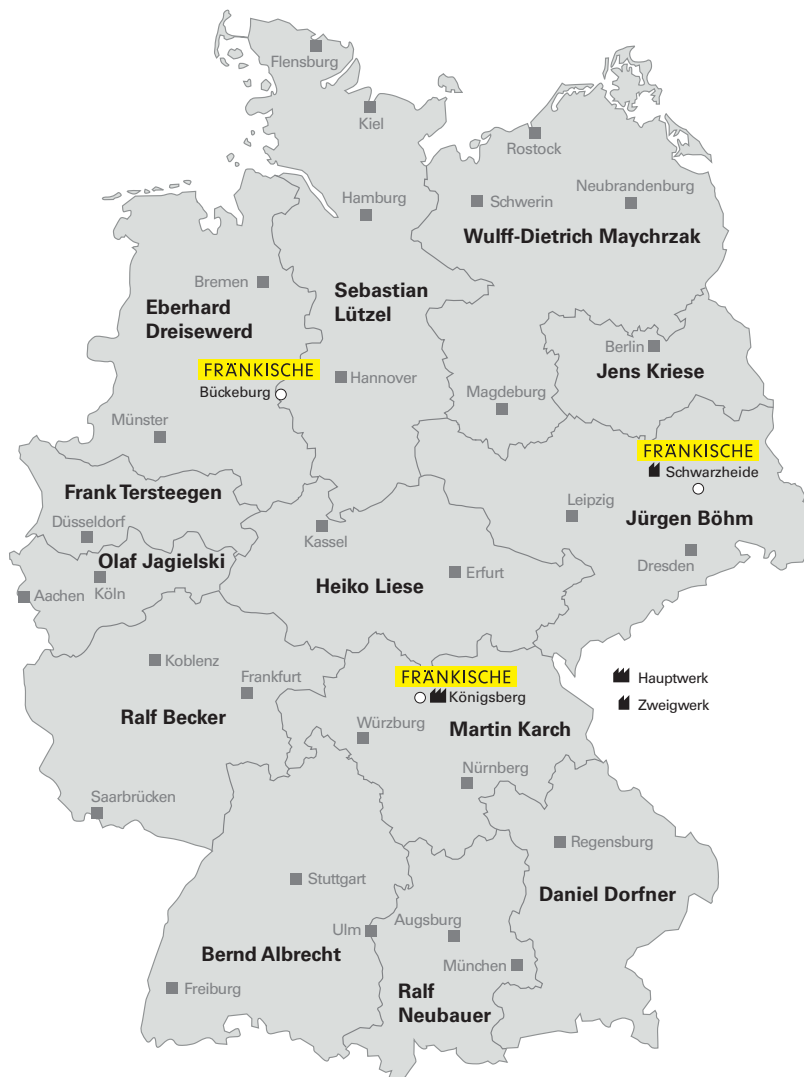 Flensburg
Kiel
Rostock
Hamburg
Schwerin
Neubrandenburg
Wulff-Dietrich Maychrzak
Bremen
Eberhard
Dreisewerd
Sebastian
Lützel
Berlin
Jens Kriese
FRÄNKISCHE
Bückeburg
Hannover
Magdeburg
Münster
FRÄNKISCHE
Schwarzheide
Frank Tersteegen
Düsseldorf
Leipzig
Jürgen Böhm
Kassel
Dresden
Olaf Jagielski
Aachen
Köln
Heiko Liese
Erfurt
Koblenz
Frankfurt
Ralf Becker
FRÄNKISCHE
Königsberg
Hauptwerk
Zweigwerk
Würzburg
Martin Karch
Nürnberg
Saarbrücken
Regensburg
Stuttgart
Daniel Dorfner
Ulm
Augsburg
Bernd Albrecht
München
Freiburg
Ralf
Neubauer